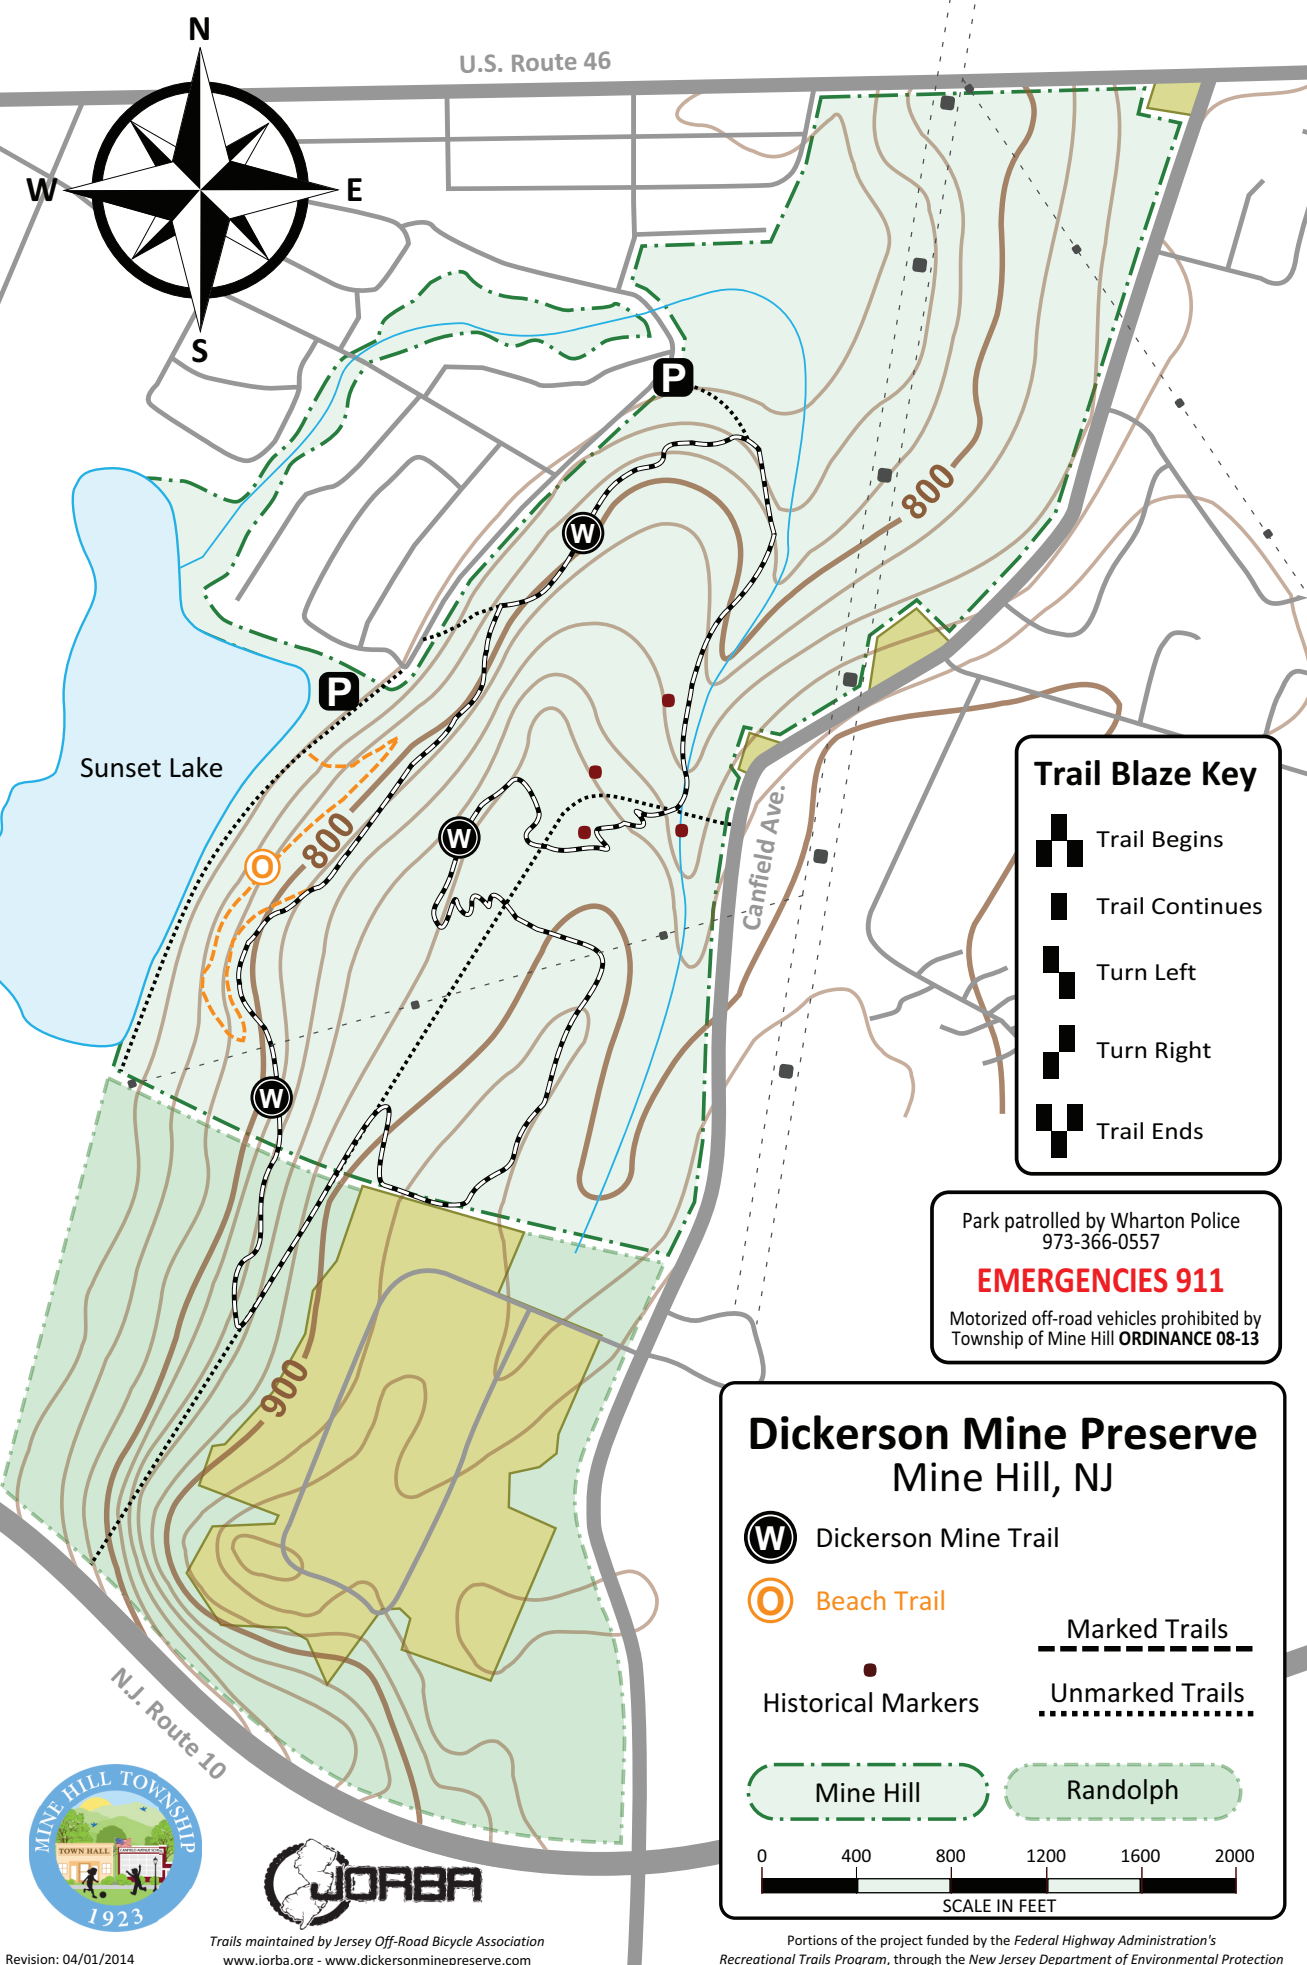 N
U.S. Route 46
W
E
S
P
W
800
P
Sunset Lake
800
W
O
Canfield Ave.
W
900
N.J. Route 10
Trail Blaze Key
Trail Begins
Trail Continues
Turn Left
Turn Right
Trail Ends
Park patrolled by Wharton Police
973-366-0557
EMERGENCIES 911
Motorized off-road vehicles prohibited by
Township of Mine Hill ORDINANCE 08-13
Dickerson Mine Preserve
Mine Hill, NJ
W Dickerson Mine Trail
O Beach Trail
Marked Trails
Historical Markers
Unmarked Trails
Mine Hill
Randolph
0 400 800 1200 1600 2000
SCALE IN FEET
MINE HILL TOWNSHIP
TOWN HALL
1923
JORBA
Trails maintained by Jersey Off-Road Bicycle Association
www.jorba.org - www.dickersonminepreserve.com
Revision: 04/01/2014
Portions of the project funded by the Federal Highway Administration's
Recreational Trails Program, through the New Jersey Department of Environmental Protection